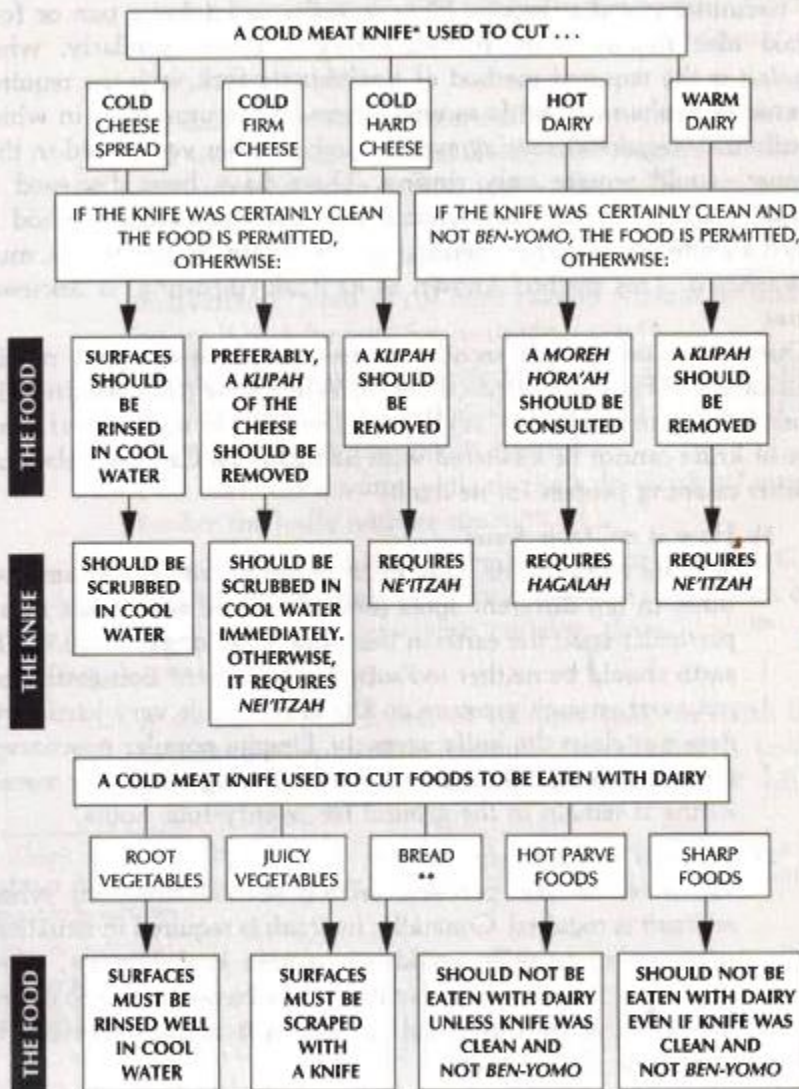 A COLD MEAT KNIFE* USED TO CUT . . .
COLD
CHEESE
SPREAD
COLD
FIRM
CHEESE
COLD
HARD
CHEESE
HOT
DAIRY
WARM
DAIRY
IF THE KNIFE WAS CERTAINLY CLEAN
THE FOOD IS PERMITTED,
OTHERWISE:
IF THE KNIFE WAS CERTAINLY CLEAN AND
NOT BEN-YOMO, THE FOOD IS PERMITTED,
OTHERWISE:
THE FOOD
SURFACES
SHOULD
BE
RINSED
IN COOL
WATER
PREFERABLY,
A KLIPAH
OF THE
CHEESE
SHOULD BE
REMOVED
A KLIPAH
SHOULD
BE
REMOVED
A MOREH
HORA'AH
SHOULD BE
CONSULTED
A KLIPAH
SHOULD
BE
REMOVED
THE KNIFE
SHOULD BE
SCRUBBED
IN COOL
WATER
SHOULD BE
SCRUBBED IN
COOL WATER
IMMEDIATELY.
OTHERWISE,
IT REQUIRES
NEI'ITZAH
REQUIRES
NE'ITZAH
REQUIRES
HAGALAH
REQUIRES
NE'ITZAH
A COLD MEAT KNIFE USED TO CUT FOODS TO BE EATEN WITH DAIRY
ROOT
VEGETABLES
JUICY
VEGETABLES
BREAD
**
HOT PARVE
FOODS
SHARP
FOODS
THE FOOD
SURFACES
MUST BE
RINSED WELL
IN COOL
WATER
SURFACES
MUST BE
SCRAPED
WITH
A KNIFE
SHOULD NOT BE
EATEN WITH DAIRY
UNLESS KNIFE WAS
CLEAN AND
NOT BEN-YOMO
SHOULD NOT BE
EATEN WITH DAIRY
EVEN IF KNIFE WAS
CLEAN AND
NOT BEN-YOMO